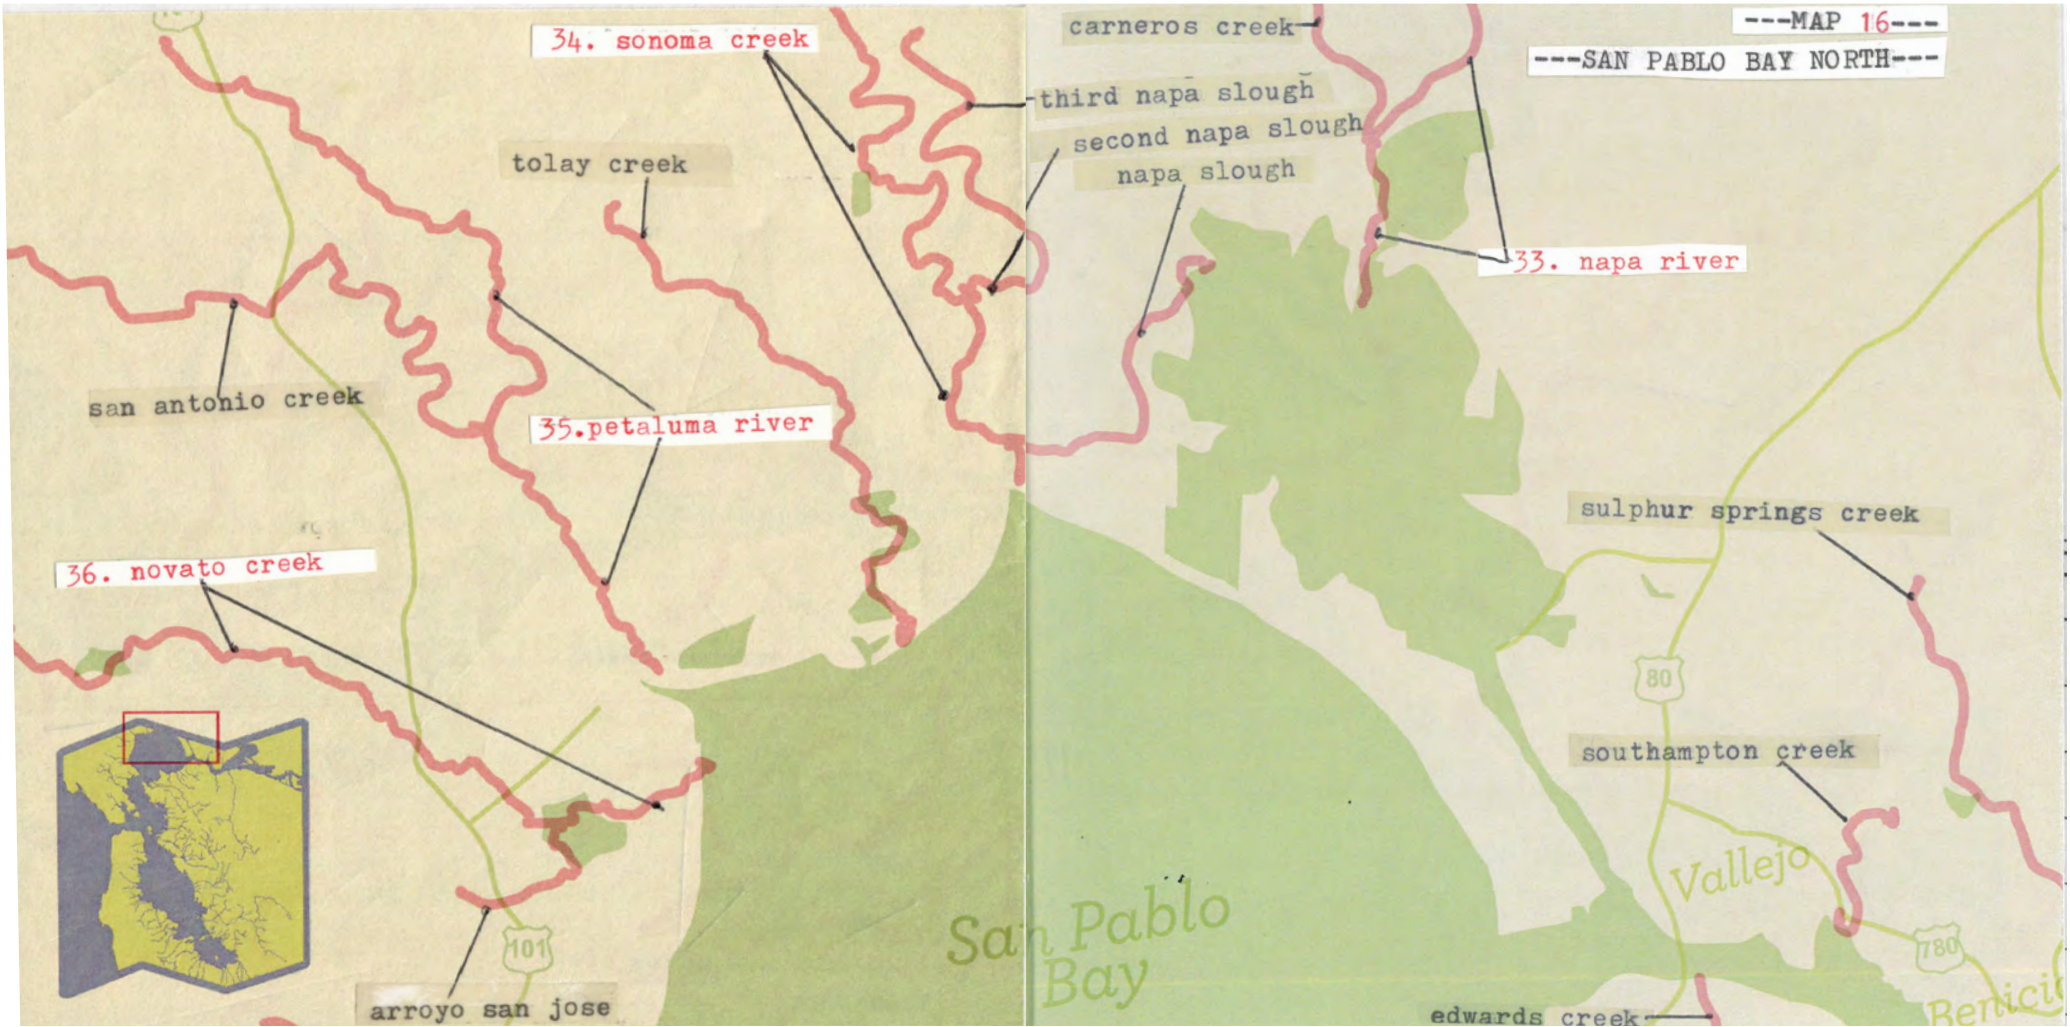 ---MAP 16---
---SAN PABLO BAY NORTH---
34. sonoma creek
carneros creek
third napa slough
second napa slough
napa slough
tolay creek
33. napa river
san antonio creek
35.petaluma river
sulphur springs creek
36. novato creek
80
southampton creek
Vallejo
San Pablo
Bay
101
780
arroyo san jose
edwards creek